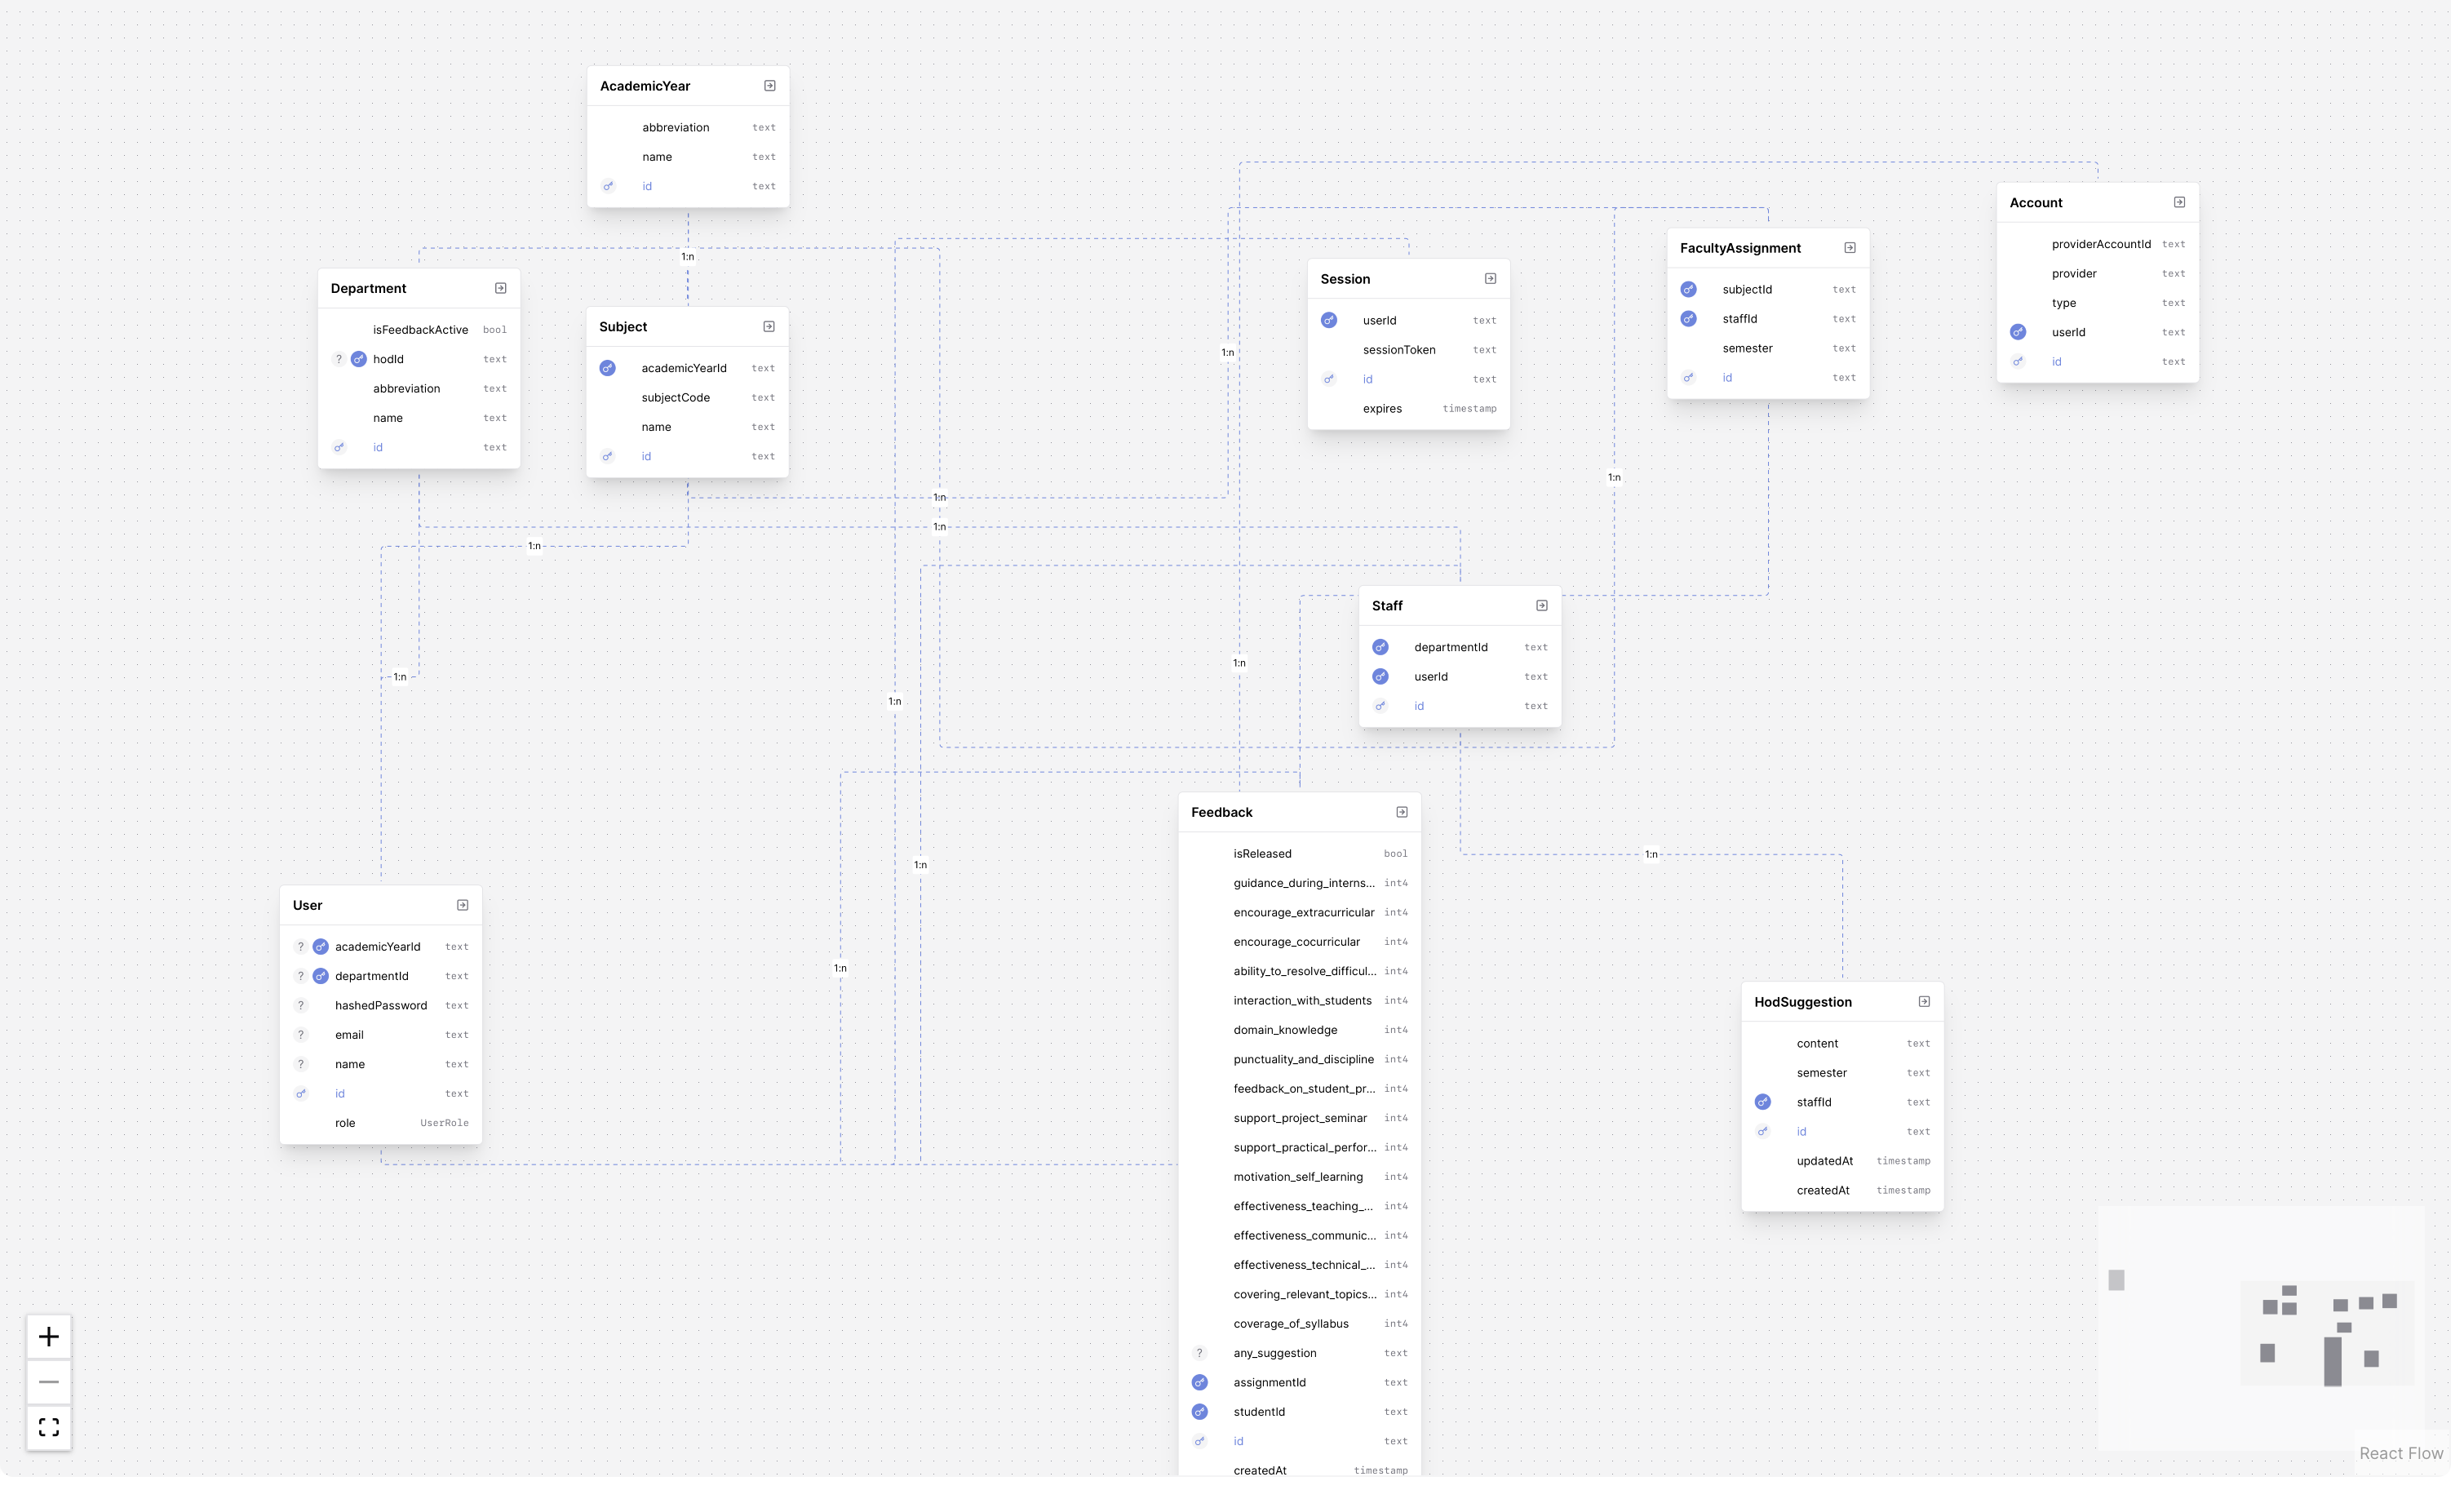 AcademicYear
abbreviation text
name text
id text
1:n
Department
isFeedbackActive bool
? hodId text
abbreviation text
name text
id text
Subject
academicYearId text
subjectCode text
name text
id text
Session
userId text
sessionToken text
id text
expires timestamp
FacultyAssignment
subjectId text
staffId text
semester text
id text
Account
providerAccountId text
provider text
type text
userId text
id text
1:n
1:n
1:n
1:n
1:n
1:n
1:n
1:n
Staff
departmentId text
userId text
id text
1:n
1:n
1:n
Feedback
isReleased bool
guidance_during_interns... int4
encourage_extracurricular int4
encourage_cocurricular int4
ability_to_resolve_difficul... int4
interaction_with_students int4
domain_knowledge int4
punctuality_and_discipline int4
feedback_on_student_pr... int4
support_project_seminar int4
support_practical_perfor... int4
motivation_self_learning int4
effectiveness_teaching_... int4
effectiveness_communic... int4
effectiveness_technical_... int4
covering_relevant_topics... int4
coverage_of_syllabus int4
? any_suggestion text
assignmentId text
studentId text
id text
createdAt timestamp
User
? academicYearId text
? departmentId text
? hashedPassword text
? email text
? name text
id text
role UserRole
HodSuggestion
content text
semester text
staffId text
id text
updatedAt timestamp
createdAt timestamp
React Flow